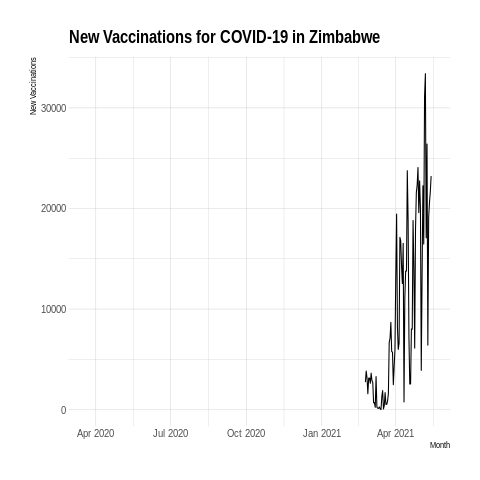 New Vaccinations for COVID-19 in Zimbabwe
New Vaccinations
30000
20000
10000
0
Apr 2020 Jul 2020 Oct 2020 Jan 2021 Apr 2021
Month